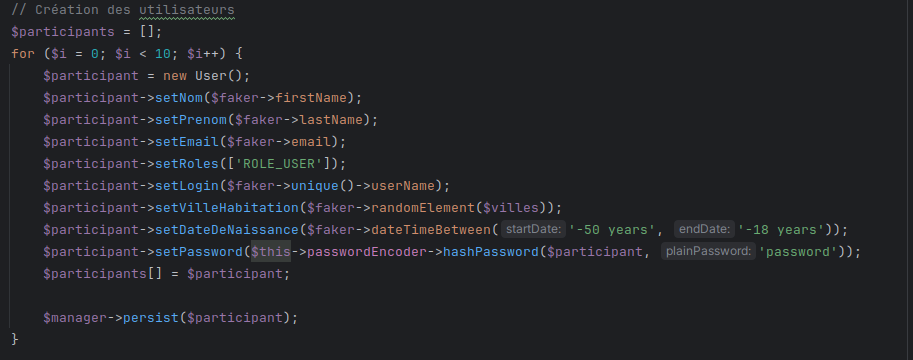 // Création des utilisateurs
$participants = [];
for ($i = 0; $i < 10; $i++) {
    $participant = new User();
    $participant->setNom($faker->firstName);
    $participant->setPrenom($faker->lastName);
    $participant->setEmail($faker->email);
    $participant->setRoles(['ROLE_USER']);
    $participant->setLogin($faker->unique()->userName);
    $participant->setVilleHabitation($faker->randomElement($villes));
    $participant->setDateDeNaissance($faker->dateTimeBetween( startDate: '-50 years', endDate: '-18 years'));
    $participant->setPassword($this->passwordEncoder->hashPassword($participant, plainPassword: 'password'));
    $participants[] = $participant;

    $manager->persist($participant);
}